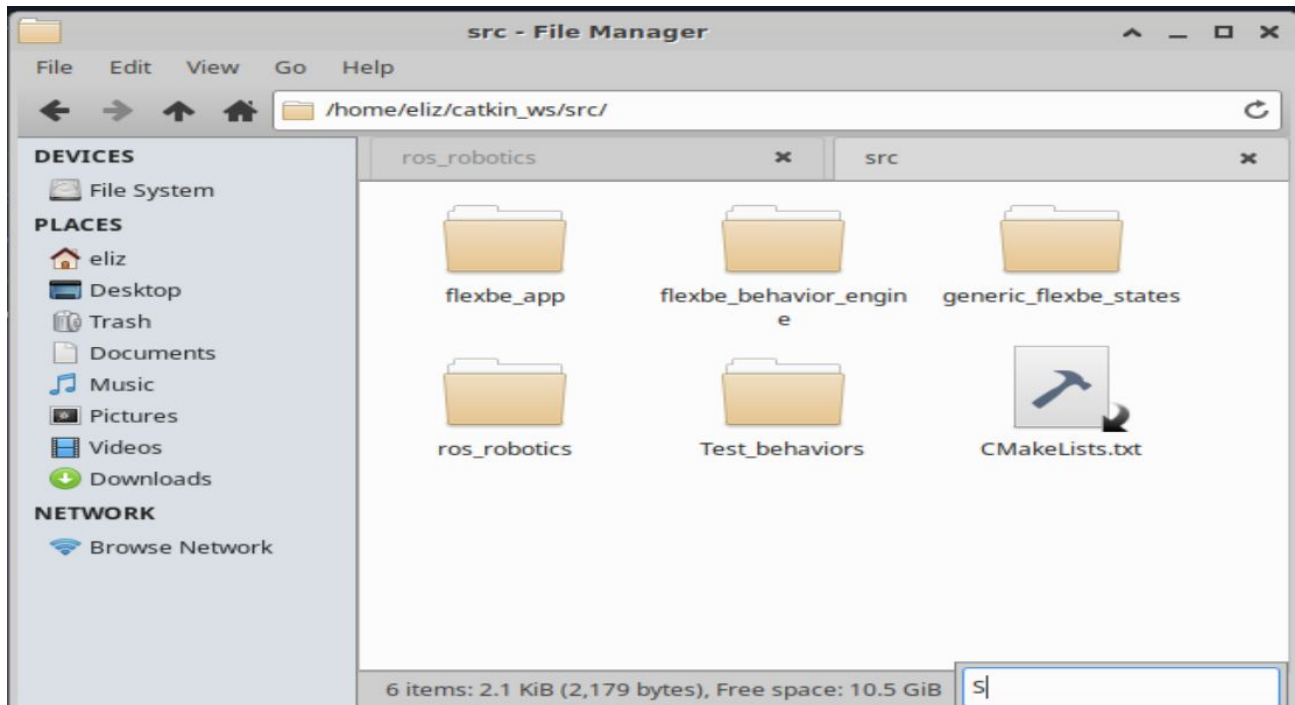 src - File Manager
File Edit View Go Help
/home/eliz/catkin_ws/src/
DEVICES
File System
PLACES
eliz
Desktop
Trash
Documents
Music
Pictures
Videos
Downloads
NETWORK
Browse Network
ros_robotics src
flexbe_app flexbe_behavior_engin generic_flexbe_states
e
ros_robotics Test_behaviors CMakeLists.txt
6 items: 2.1 KiB (2,179 bytes), Free space: 10.5 GiB
S